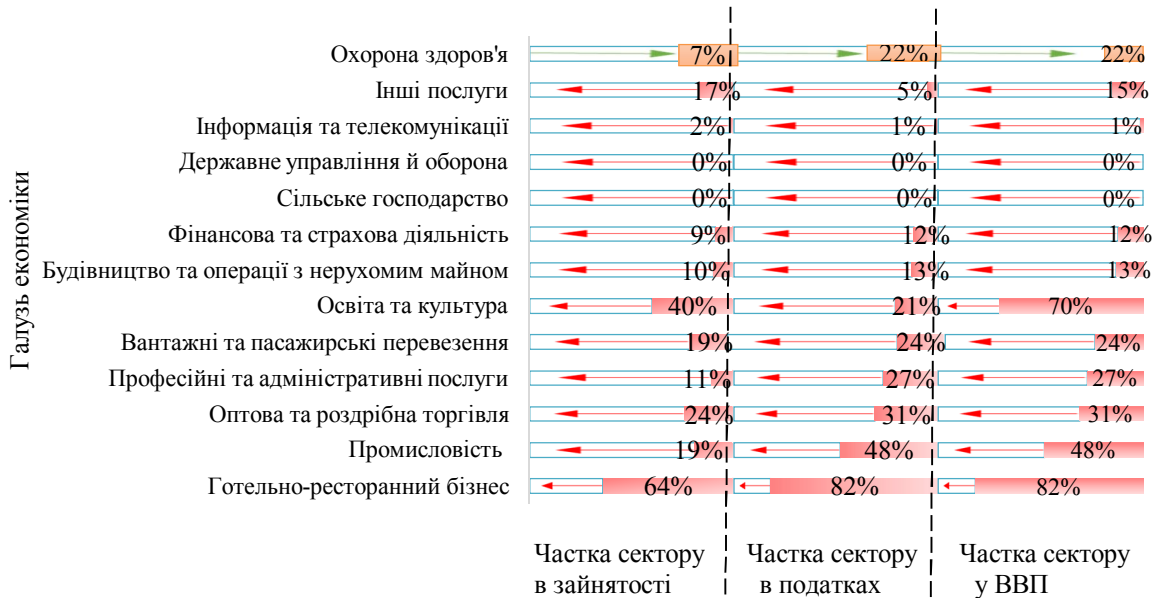 Галузь економіки
Охорона здоров'я 7% 22% 22%
Інші послуги 17% 5% 15%
Інформація та телекомунікації 2% 1% 1%
Державне управління й оборона 0% 0% 0%
Сільське господарство 0% 0% 0%
Фінансова та страхова діяльність 9% 12% 12%
Будівництво та операції з нерухомим майном 10% 13% 13%
Освіта та культура 40% 21% 70%
Вантажні та пасажирські перевезення 19% 24% 24%
Професійні та адміністративні послуги 11% 27% 27%
Оптова та роздрібна торгівля 24% 31% 31%
Промисловість 19% 48% 48%
Готельно-ресторанний бізнес 64% 82% 82%
Частка сектору
в зайнятості
Частка сектору
в податках
Частка сектору
у ВВП